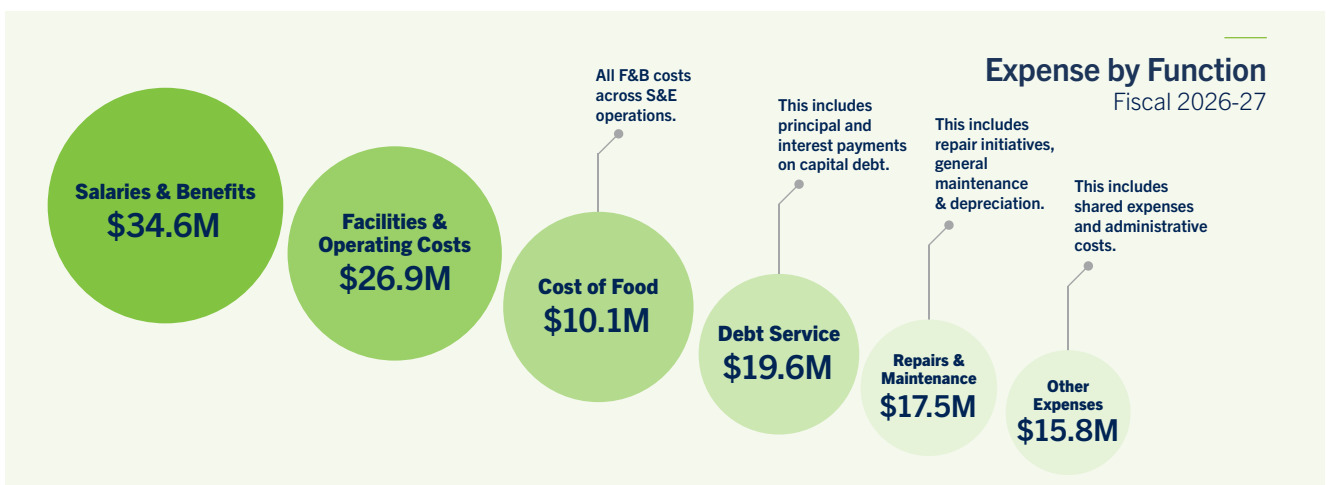 Expense by Function
Fiscal 2026-27
Salaries & Benefits
$34.6M
Facilities &
Operating Costs
$26.9M
All F&B costs
across S&E
operations.
Cost of Food
$10.1M
This includes
principal and
interest payments
on capital debt.
Debt Service
$19.6M
This includes
repair initiatives,
general
maintenance
& depreciation.
Repairs &
Maintenance
$17.5M
This includes
shared expenses
and administrative
costs.
Other
Expenses
$15.8M